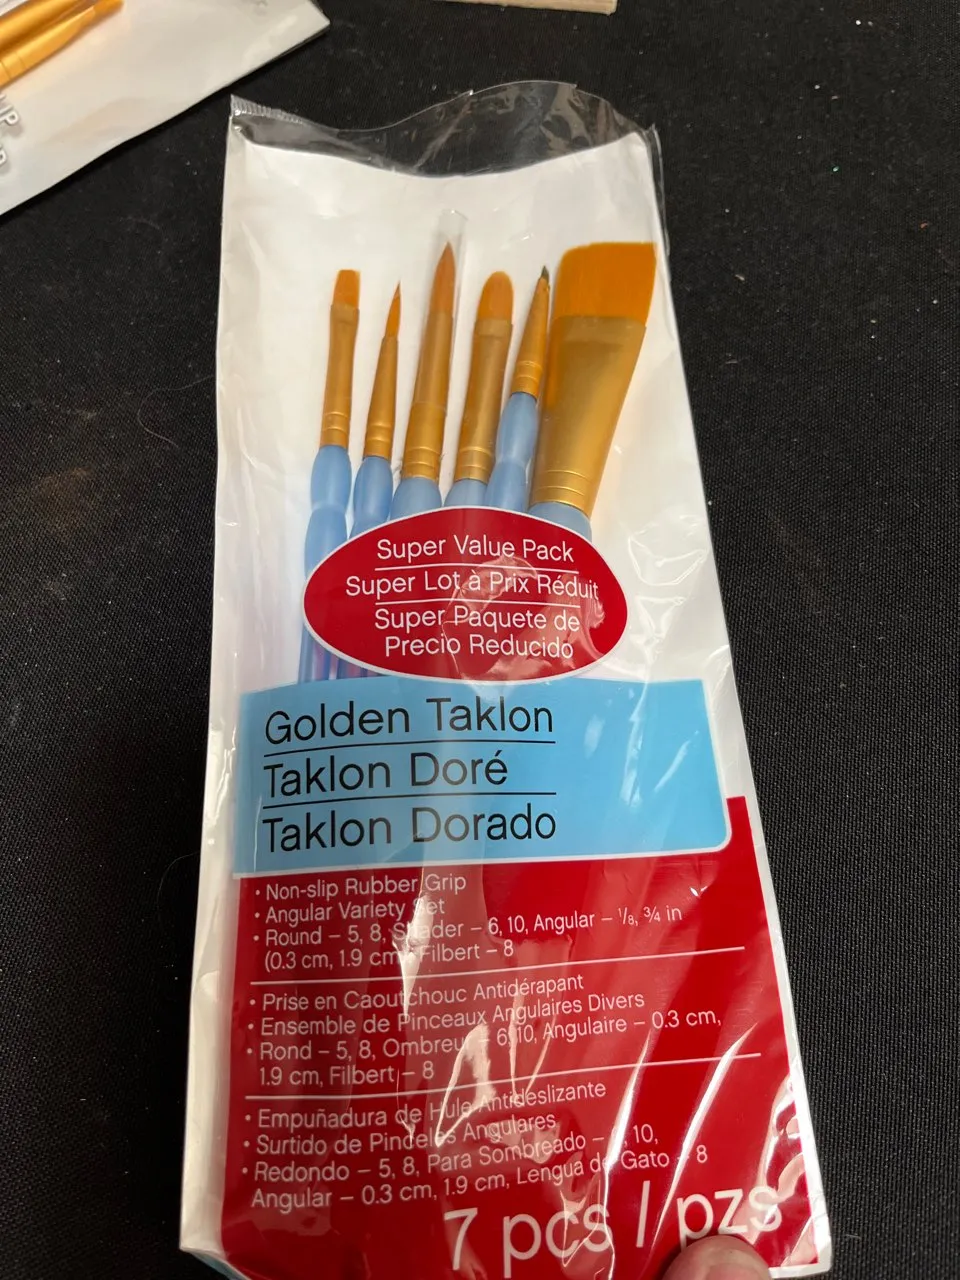 Super Value Pack
Super Lot à Prix Réduit
Super Paquete de
Precio Reducido
Golden Taklon
Taklon Doré
Taklon Dorado
• Non-slip Rubber Grip
• Angular Variety Set
• Round – 5, 8, Shader – 6, 10, Angular – 1/8, 3/4 in
(0.3 cm, 1.9 cm), Filbert – 8
• Prise en Caoutchouc Antidérapant
• Ensemble de Pinceaux Angulaires Divers
• Rond – 5, 8, Ombreur – 6, 10, Angulaire – 0.3 cm,
1.9 cm, Filbert – 8
• Empuñadura de Hule Antideslizante
• Surtido de Pinceles Angulares
• Redondo – 5, 8, Para Sombreado – 6, 10,
Angular – 0.3 cm, 1.9 cm, Lengua de Gato – 8
7 pcs / pzs